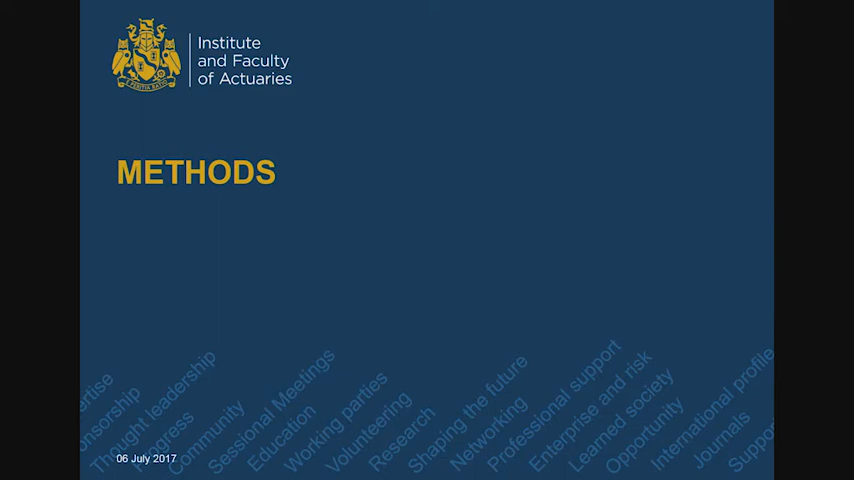 Institute
and Faculty
of Actuaries
METHODS
Thought leadership
Progress
Community
Sessional Meetings
Education
Working parties
Volunteering
Research
Shaping the future
Networking
Professional support
Enterprise and risk
Learned society
Opportunity
International profile
Journals
06 July 2017